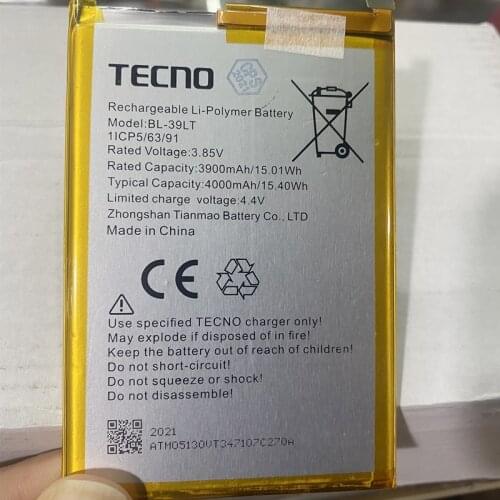 TECNO
Rechargeable Li-Polymer Battery
Model:BL-39LT
1ICP5/63/91
Rated Voltage:3.85V
Rated Capacity:3900mAh/15.01Wh
Typical Capacity:4000mAh/15.40Wh
Limited charge voltage:4.4V
Zhongshan Tianmao Battery Co., LTD
Made in China
CE
Use specified TECNO charger only!
May explode if disposed of in fire!
Keep the battery out of reach of children!
Do not short-circuit!
Do not squeeze or shock!
Do not disassemble!
2021
ATM05130VT347107C270A